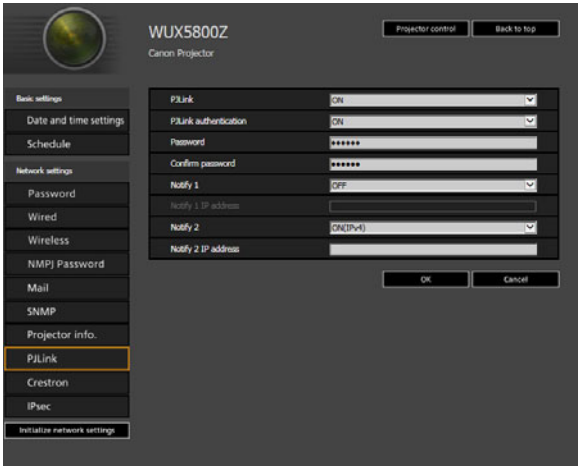 WUX5800Z
Canon Projector
Projector control
Back to top
Basic settings
Date and time settings
Schedule
Network settings
Password
Wired
Wireless
NMPJ Password
Mail
SNMP
Projector info.
PJLink
Crestron
IPsec
Initialize network settings
PJLink ON
PJLink authentication ON
Password ●●●●●●
Confirm password ●●●●●●
Notify 1 OFF
Notify 1 IP address
Notify 2 ON(IPv4)
Notify 2 IP address
OK
Cancel